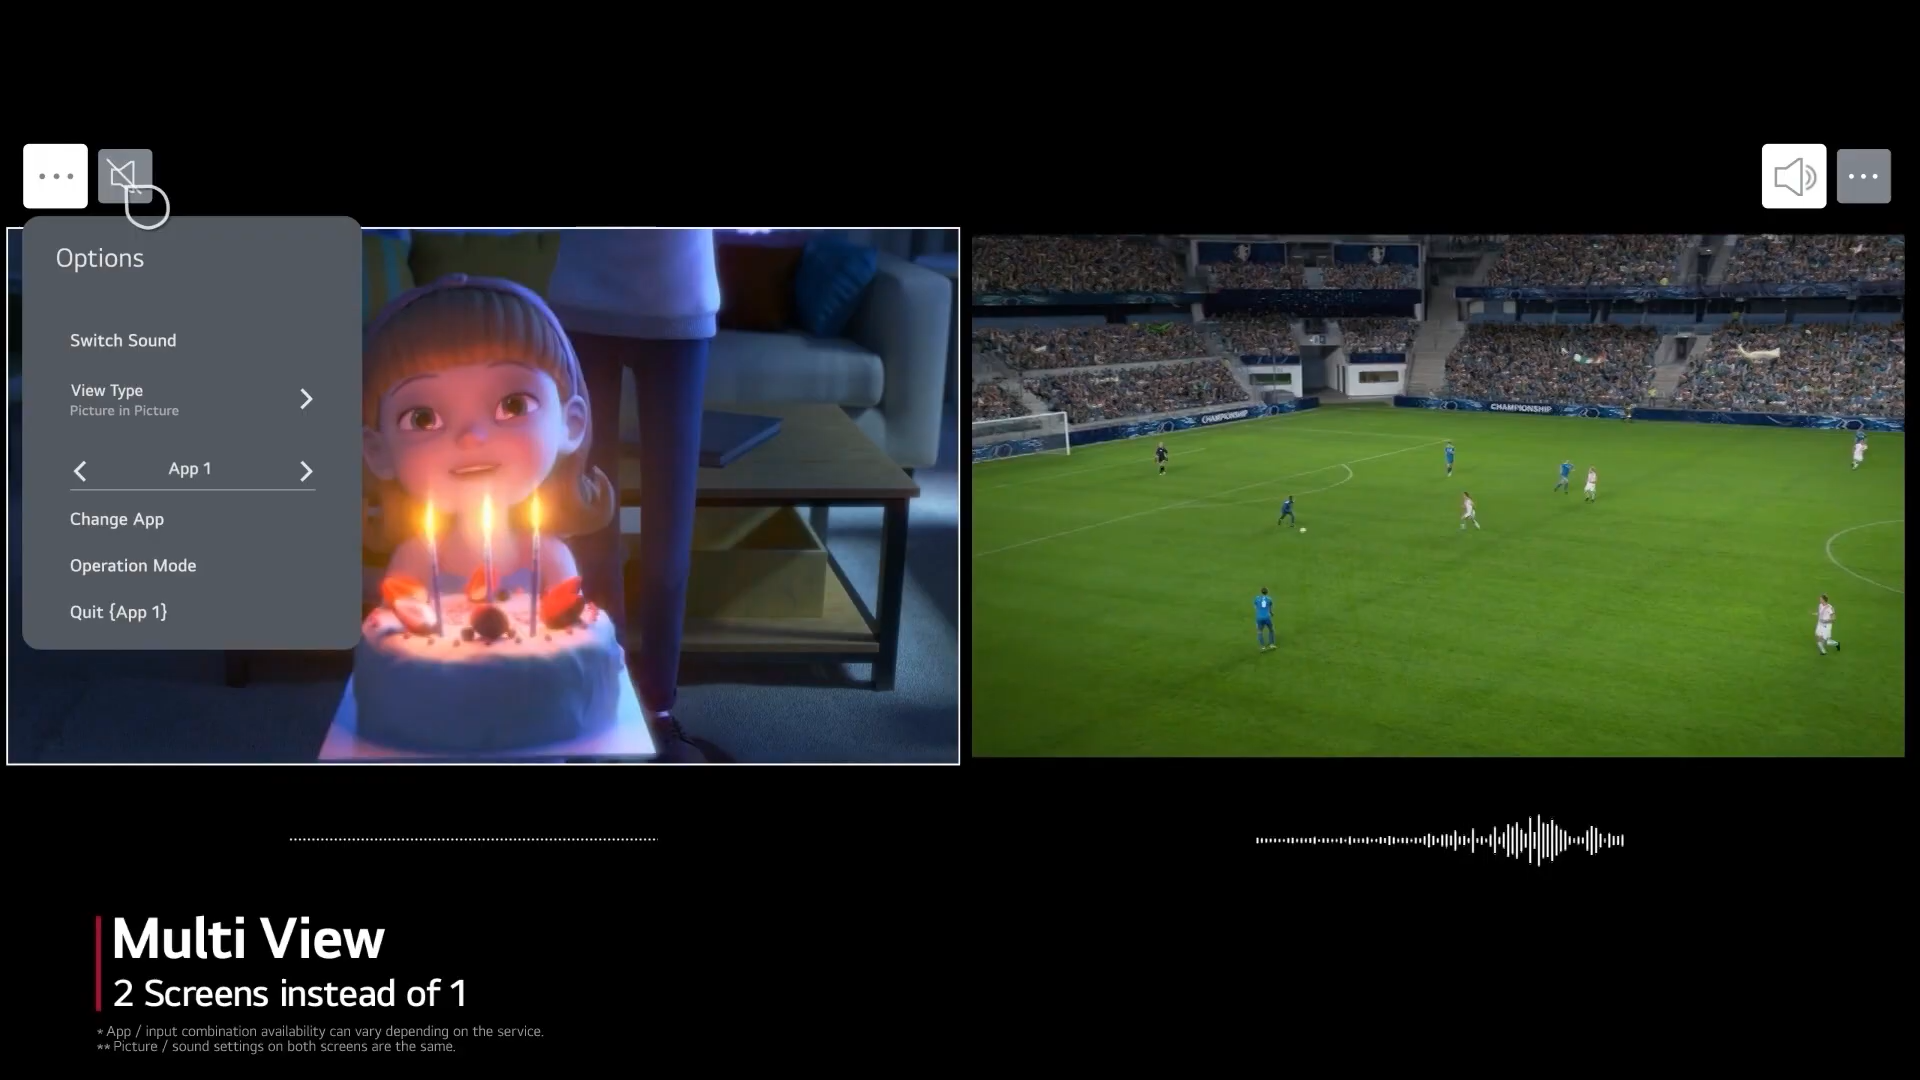 Options
Switch Sound
View Type
Picture in Picture
App 1
Change App
Operation Mode
Quit {App 1}
CHAMPIONSHIP
CHAMPIONSHIP
Multi View
2 Screens instead of 1
* App / input combination availability can vary depending on the service.
** Picture / sound settings on both screens are the same.